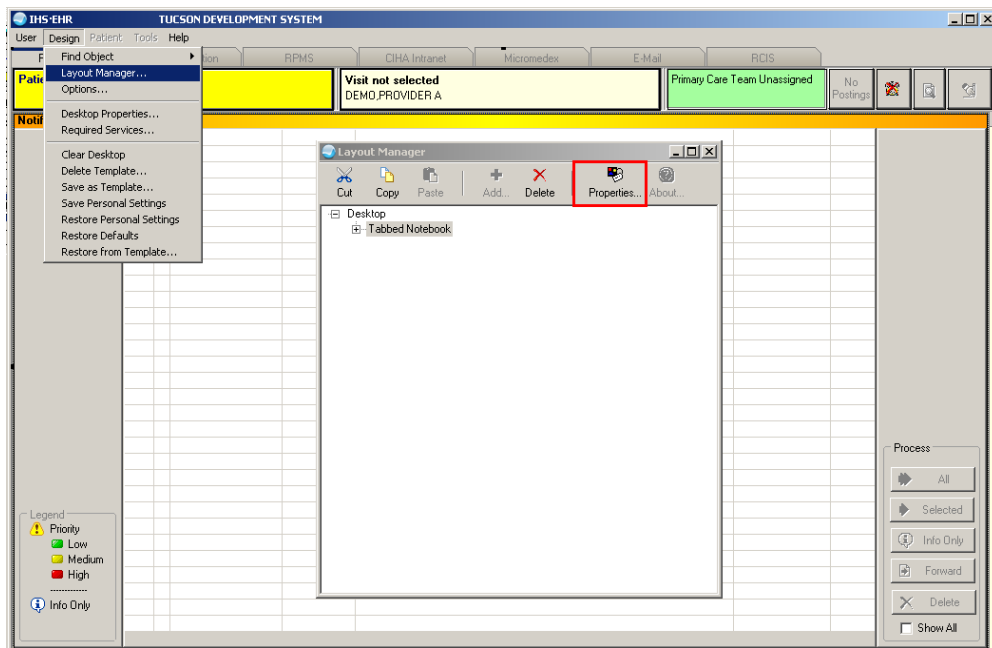 IHS-EHR TUCSON DEVELOPMENT SYSTEM
User Design Patient Tools Help
RPMS CIHA Intranet Micromedex E-Mail RCIS
Find Object
Layout Manager...
Options...
Desktop Properties...
Required Services...
Clear Desktop
Delete Template...
Save as Template...
Save Personal Settings
Restore Personal Settings
Restore Defaults
Restore from Template...
Visit not selected
DEMO,PROVIDER A
Primary Care Team Unassigned
No
Postings
Layout Manager
Cut Copy Paste Add... Delete Properties... About...
Desktop
Tabbed Notebook
Legend
Priority
Low
Medium
High
-------------
Info Only
Process
All
Selected
Info Only
Forward
Delete
Show All